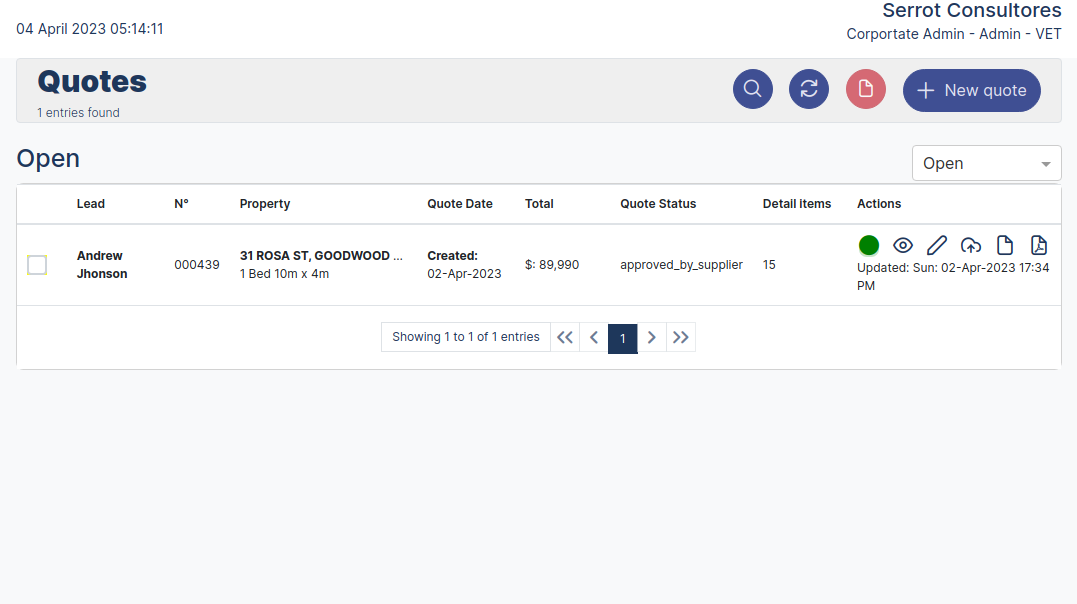 Serrot Consultores
04 April 2023 05:14:11
Corportate Admin - Admin - VET
Quotes
1 entries found
New quote
Open
Open
Lead N° Property Quote Date Total Quote Status Detail items Actions
Andrew Jhonson
000439
31 ROSA ST, GOODWOOD ...
1 Bed 10m x 4m
Created:
02-Apr-2023
$: 89,990
approved_by_supplier
15
Updated: Sun: 02-Apr-2023 17:34
PM
Showing 1 to 1 of 1 entries << < 1 > >>